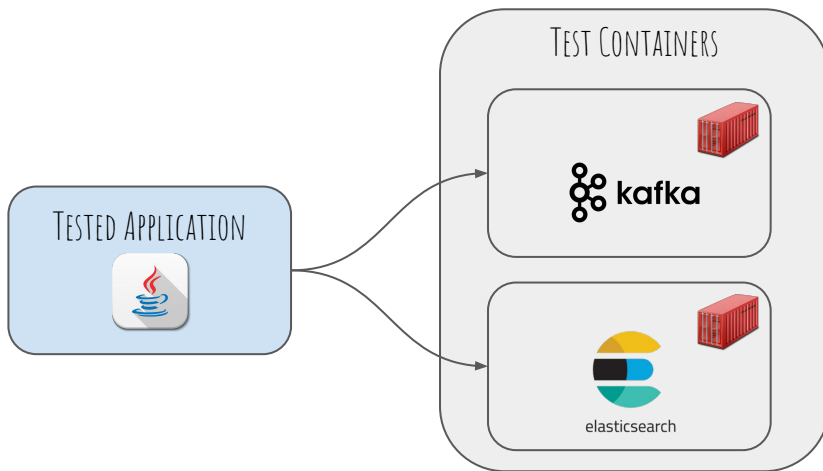 TEST CONTAINERS
kafka
TESTED APPLICATION
elasticsearch